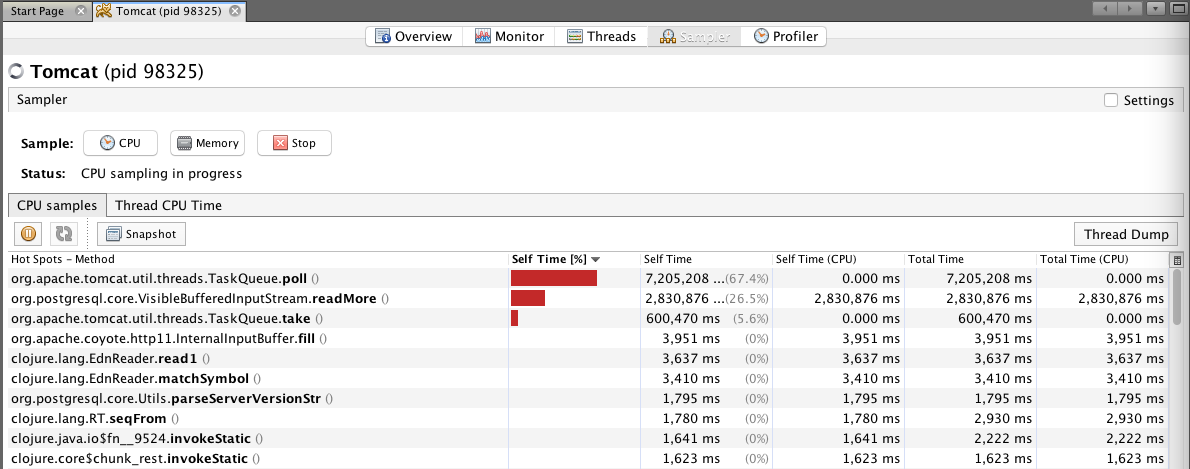 Start Page Tomcat (pid 98325)
Overview Monitor Threads Sampler Profiler
Tomcat (pid 98325)
Sampler Settings
Sample: CPU Memory Stop
Status: CPU sampling in progress
CPU samples Thread CPU Time
Snapshot Thread Dump
Hot Spots – Method Self Time [%] Self Time Self Time (CPU) Total Time Total Time (CPU)
org.apache.tomcat.util.threads.TaskQueue.poll () 7,205,208 ...(67.4%) 0.000 ms 7,205,208 ms 0.000 ms
org.postgresql.core.VisibleBufferedInputStream.readMore () 2,830,876 ...(26.5%) 2,830,876 ms 2,830,876 ms 2,830,876 ms
org.apache.tomcat.util.threads.TaskQueue.take () 600,470 ms (5.6%) 0.000 ms 600,470 ms 0.000 ms
org.apache.coyote.http11.InternalInputBuffer.fill () 3,951 ms (0%) 3,951 ms 3,951 ms 3,951 ms
clojure.lang.EdnReader.read1 () 3,637 ms (0%) 3,637 ms 3,637 ms 3,637 ms
clojure.lang.EdnReader.matchSymbol () 3,410 ms (0%) 3,410 ms 3,410 ms 3,410 ms
org.postgresql.core.Utils.parseServerVersionStr () 1,795 ms (0%) 1,795 ms 1,795 ms 1,795 ms
clojure.lang.RT.seqFrom () 1,780 ms (0%) 1,780 ms 2,930 ms 2,930 ms
clojure.java.io$fn__9524.invokeStatic () 1,641 ms (0%) 1,641 ms 2,222 ms 2,222 ms
clojure.core$chunk_rest.invokeStatic () 1,623 ms (0%) 1,623 ms 1,623 ms 1,623 ms